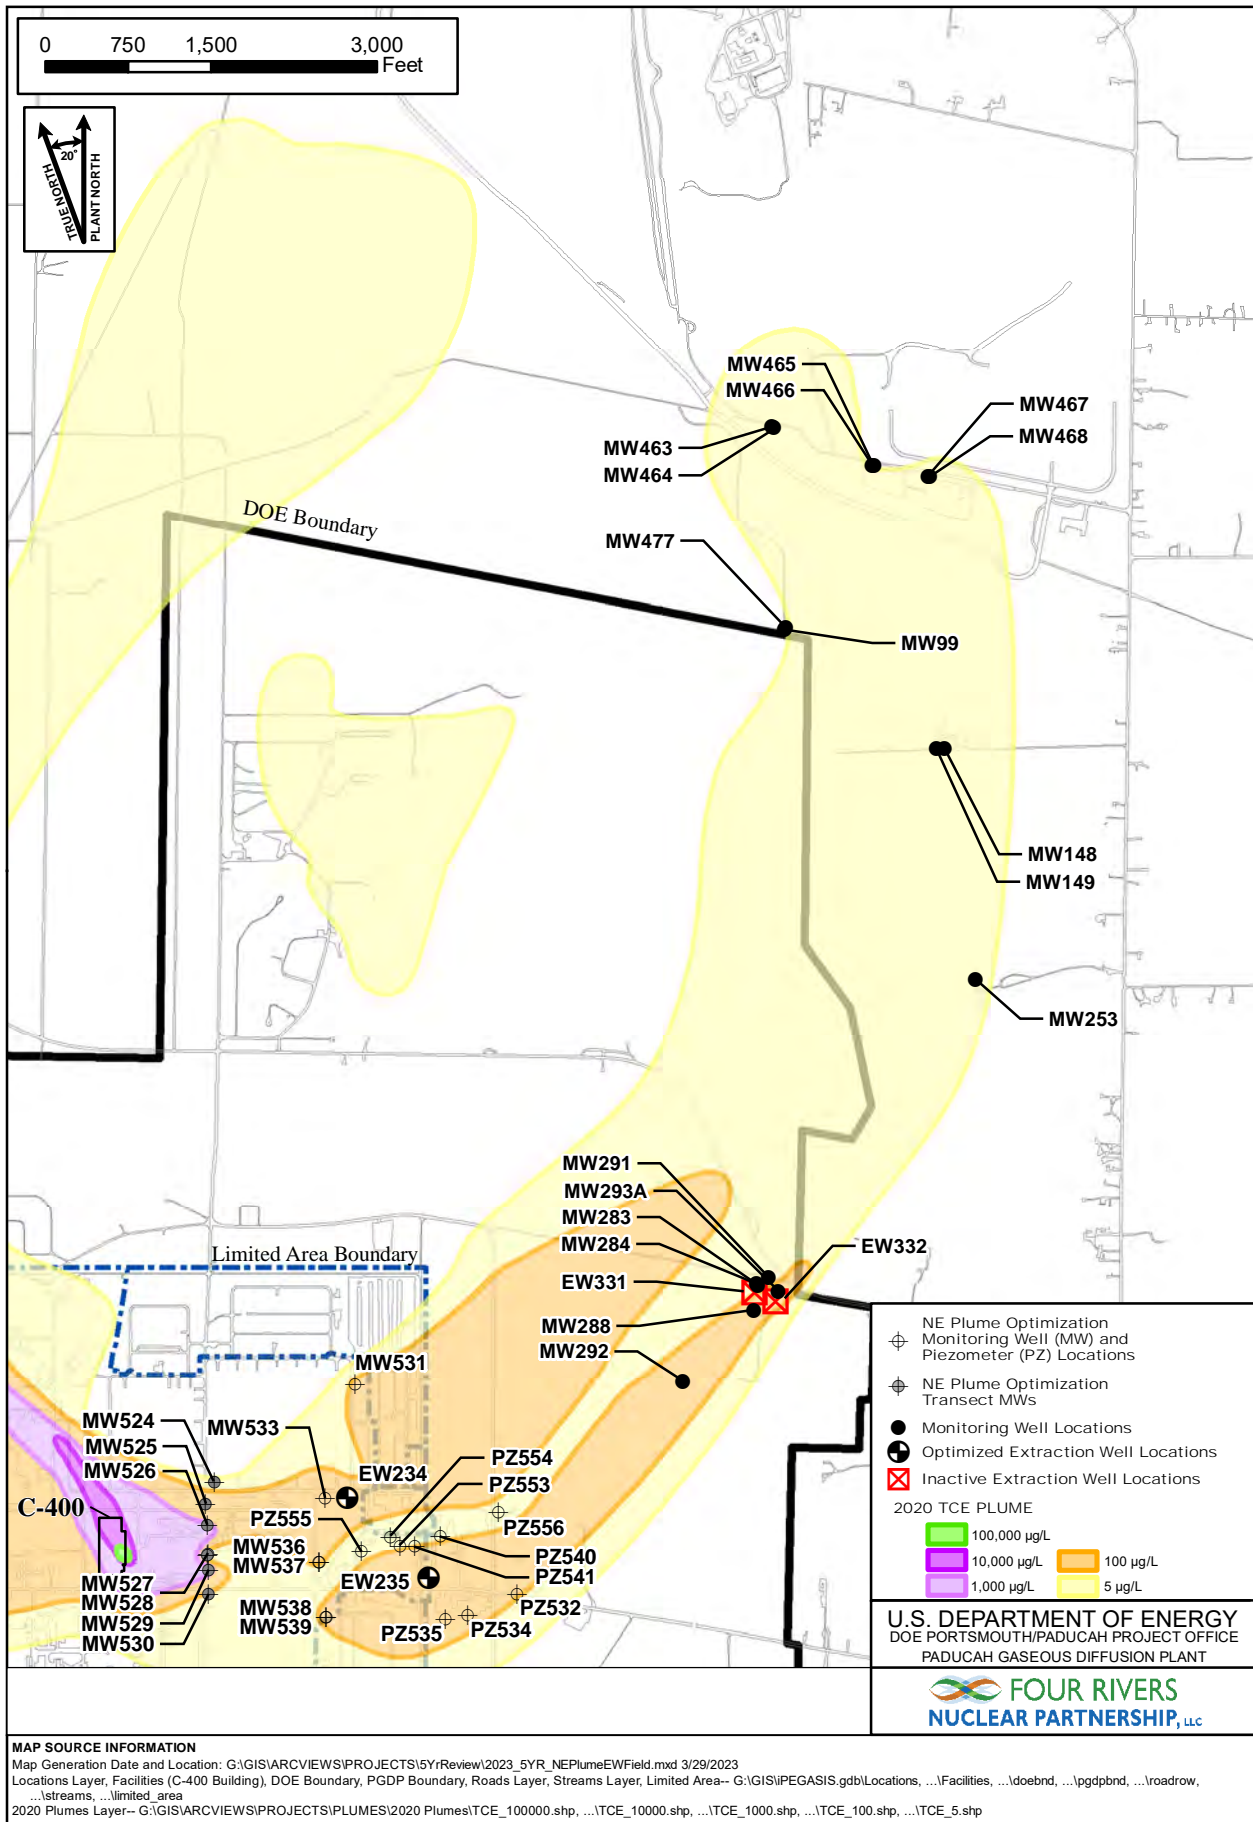 0 750 1,500 3,000
Feet
20°
TRUE NORTH
PLANT NORTH
MW465
MW466
MW467
MW468
MW463
MW464
DOE Boundary
MW477
MW99
MW148
MW149
MW253
MW291
MW293A
MW283
MW284
EW332
EW331
MW288
MW292
Limited Area Boundary
MW531
MW524
MW533
MW525
MW526
EW234
PZ554
PZ553
C-400
PZ555
PZ556
MW536
MW537
PZ540
PZ541
EW235
MW527
MW528
MW529
MW530
MW538
MW539
PZ532
PZ535
PZ534
NE Plume Optimization
Monitoring Well (MW) and
Piezometer (PZ) Locations
NE Plume Optimization
Transect MWs
Monitoring Well Locations
Optimized Extraction Well Locations
Inactive Extraction Well Locations
2020 TCE PLUME
100,000 µg/L
10,000 µg/L 100 µg/L
1,000 µg/L 5 µg/L
U.S. DEPARTMENT OF ENERGY
DOE PORTSMOUTH/PADUCAH PROJECT OFFICE
PADUCAH GASEOUS DIFFUSION PLANT
FOUR RIVERS
NUCLEAR PARTNERSHIP, LLC
MAP SOURCE INFORMATION
Map Generation Date and Location: G:\GIS\ARCVIEWS\PROJECTS\5YrReview\2023_5YR_NEPlumeEWField.mxd 3/29/2023
Locations Layer, Facilities (C-400 Building), DOE Boundary, PGDP Boundary, Roads Layer, Streams Layer, Limited Area-- G:\GIS\iPEGASIS.gdb\Locations, ...\Facilities, ...\doebnd, ...\pgdpbnd, ...\roadrow,
...\streams, ...\limited_area
2020 Plumes Layer-- G:\GIS\ARCVIEWS\PROJECTS\PLUMES\2020 Plumes\TCE_100000.shp, ...\TCE_10000.shp, ...\TCE_1000.shp, ...\TCE_100.shp, ...\TCE_5.shp